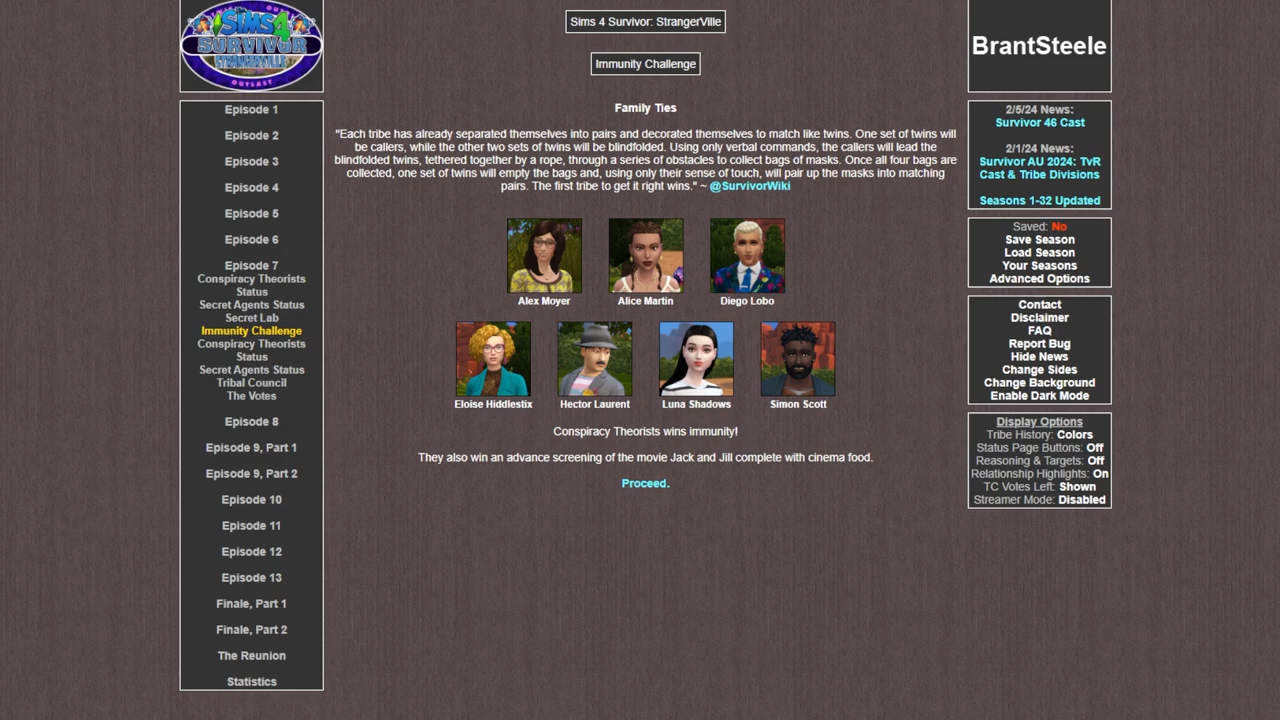 OUTWIT
OUTPLAY
SIMS 4
SURVIVOR
STRANGERVILLE
OUTLAST
Episode 1
Episode 2
Episode 3
Episode 4
Episode 5
Episode 6
Episode 7
Conspiracy Theorists
Status
Secret Agents Status
Secret Lab
Immunity Challenge
Conspiracy Theorists
Status
Secret Agents Status
Tribal Council
The Votes
Episode 8
Episode 9, Part 1
Episode 9, Part 2
Episode 10
Episode 11
Episode 12
Episode 13
Finale, Part 1
Finale, Part 2
The Reunion
Statistics
Sims 4 Survivor: StrangerVille
Immunity Challenge
Family Ties
"Each tribe has already separated themselves into pairs and decorated themselves to match like twins. One set of twins will
be callers, while the other two sets of twins will be blindfolded. Using only verbal commands, the callers will lead the
blindfolded twins, tethered together by a rope, through a series of obstacles to collect bags of masks. Once all four bags are
collected, one set of twins will empty the bags and, using only their sense of touch, will pair up the masks into matching
pairs. The first tribe to get it right wins." ~ @SurvivorWiki
Alex Moyer Alice Martin Diego Lobo
Eloise Hiddlestix Hector Laurent Luna Shadows Simon Scott
Conspiracy Theorists wins immunity!
They also win an advance screening of the movie Jack and Jill complete with cinema food.
Proceed.
BrantSteele
2/5/24 News:
Survivor 46 Cast
2/1/24 News:
Survivor AU 2024: TvR
Cast & Tribe Divisions
Seasons 1-32 Updated
Saved: No
Save Season
Load Season
Your Seasons
Advanced Options
Contact
Disclaimer
FAQ
Report Bug
Hide News
Change Sides
Change Background
Enable Dark Mode
Display Options
Tribe History: Colors
Status Page Buttons: Off
Reasoning & Targets: Off
Relationship Highlights: On
TC Votes Left: Shown
Streamer Mode: Disabled